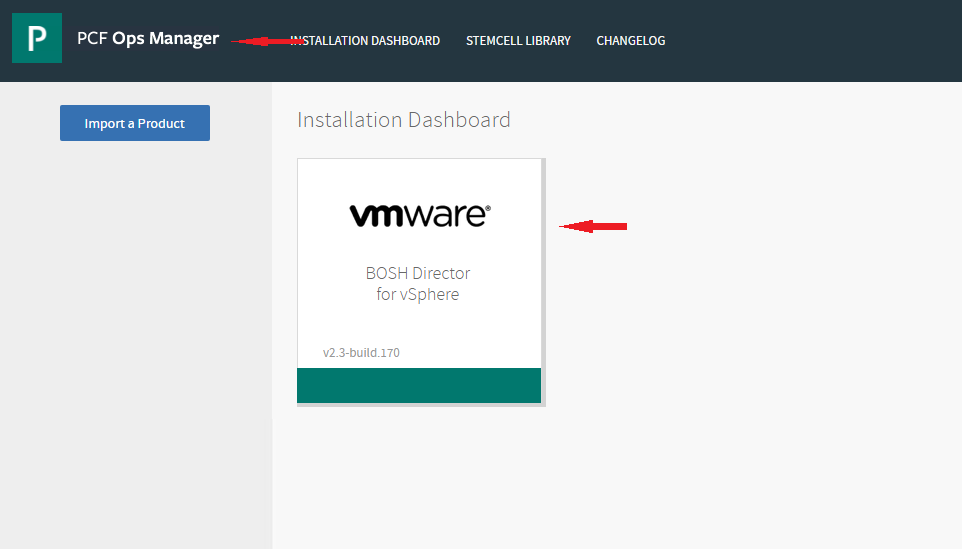 P
PCF Ops Manager
INSTALLATION DASHBOARD
STEMCELL LIBRARY
CHANGELOG
Import a Product
Installation Dashboard
vmware®
BOSH Director
for vSphere
v2.3-build.170